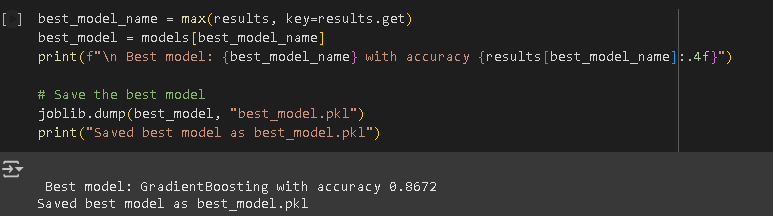 [ ] best_model_name = max(results, key=results.get)
best_model = models[best_model_name]
print(f"\n Best model: {best_model_name} with accuracy {results[best_model_name]:.4f}")
# Save the best model
joblib.dump(best_model, "best_model.pkl")
print("Saved best model as best_model.pkl")
Best model: GradientBoosting with accuracy 0.8672
Saved best model as best_model.pkl